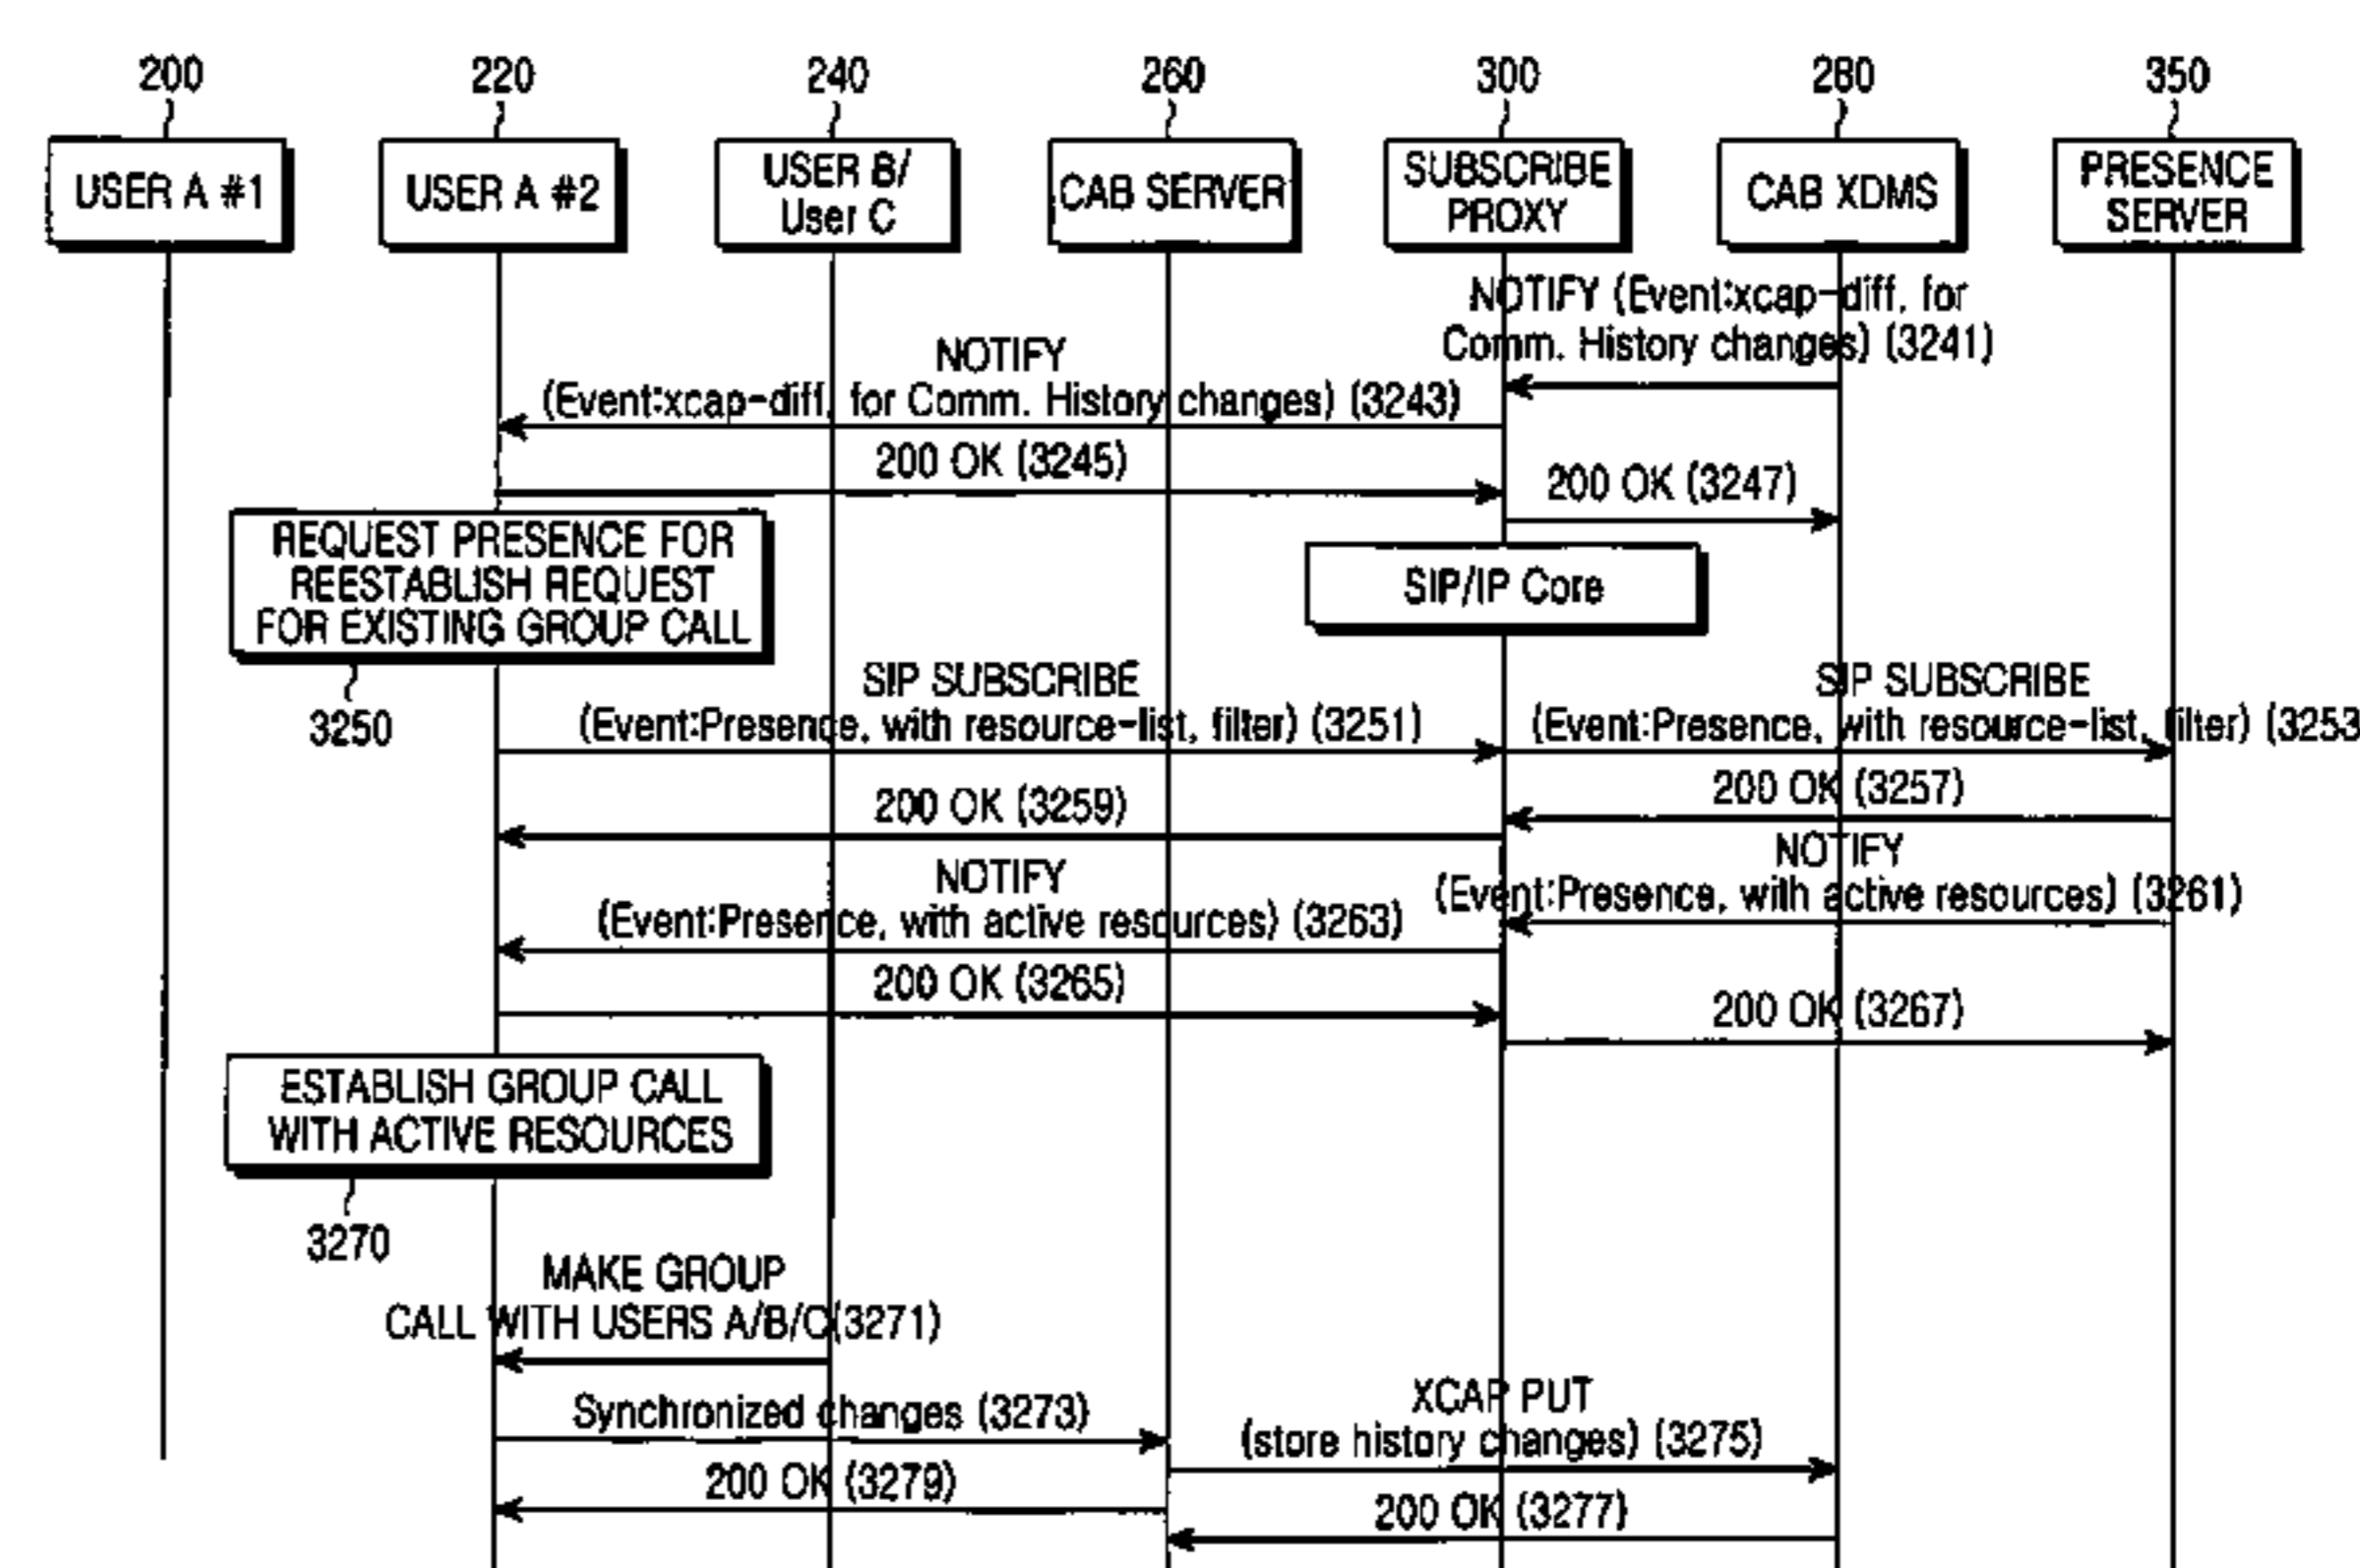 200 220 240 260 300 280 350
USER A #1
USER A #2
USER B/
User C
CAB SERVER
SUBSCRIBE
PROXY
CAB XDMS
PRESENCE
SERVER
NOTIFY (Event:xcap-diff, for
Comm. History changes) (3241)
NOTIFY
(Event:xcap-diff, for Comm. History changes) (3243)
200 OK (3245)
200 OK (3247)
REQUEST PRESENCE FOR
REESTABLISH REQUEST
FOR EXISTING GROUP CALL
3250
SIP/IP Core
SIP SUBSCRIBE
(Event:Presence, with resource-list, filter) (3251)
SIP SUBSCRIBE
(Event:Presence, with resource-list, filter) (3253
200 OK (3257)
200 OK (3259)
NOTIFY
(Event:Presence, with active resources) (3261)
NOTIFY
(Event:Presence, with active resources) (3263)
200 OK (3265)
200 OK (3267)
ESTABLISH GROUP CALL
WITH ACTIVE RESOURCES
3270
MAKE GROUP
CALL WITH USERS A/B/C(3271)
Synchronized changes (3273)
XCAP PUT
(store history changes) (3275)
200 OK (3279)
200 OK (3277)